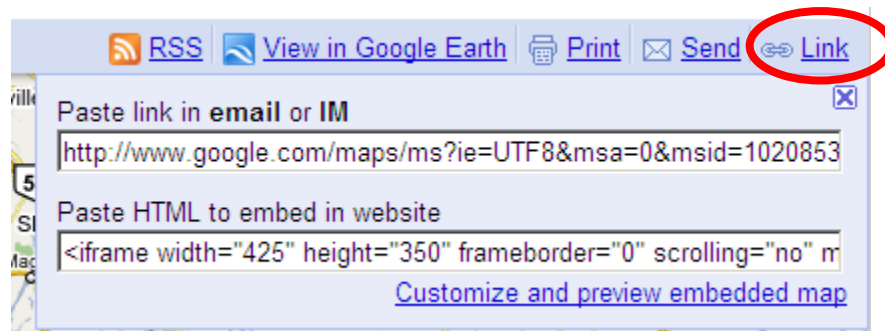 RSS View in Google Earth Print Send Link
Paste link in email or IM
http://www.google.com/maps/ms?ie=UTF8&msa=0&msid=1020853
Paste HTML to embed in website
<iframe width="425" height="350" frameborder="0" scrolling="no" m
Customize and preview embedded map